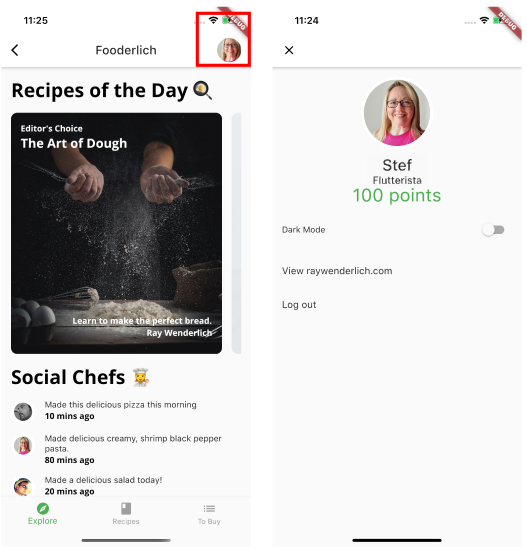 11:25
DEBUG
Fooderlich
Recipes of the Day
Editor's Choice
The Art of Dough
Learn to make the perfect bread.
Ray Wenderlich
Social Chefs
Made this delicious pizza this morning
10 mins ago
Made delicious creamy, shrimp black pepper
pasta.
80 mins ago
Made a delicious salad today!
20 mins ago
Explore
Recipes
To Buy
11:24
DEBUG
Stef
Flutterista
100 points
Dark Mode
View raywenderlich.com
Log out